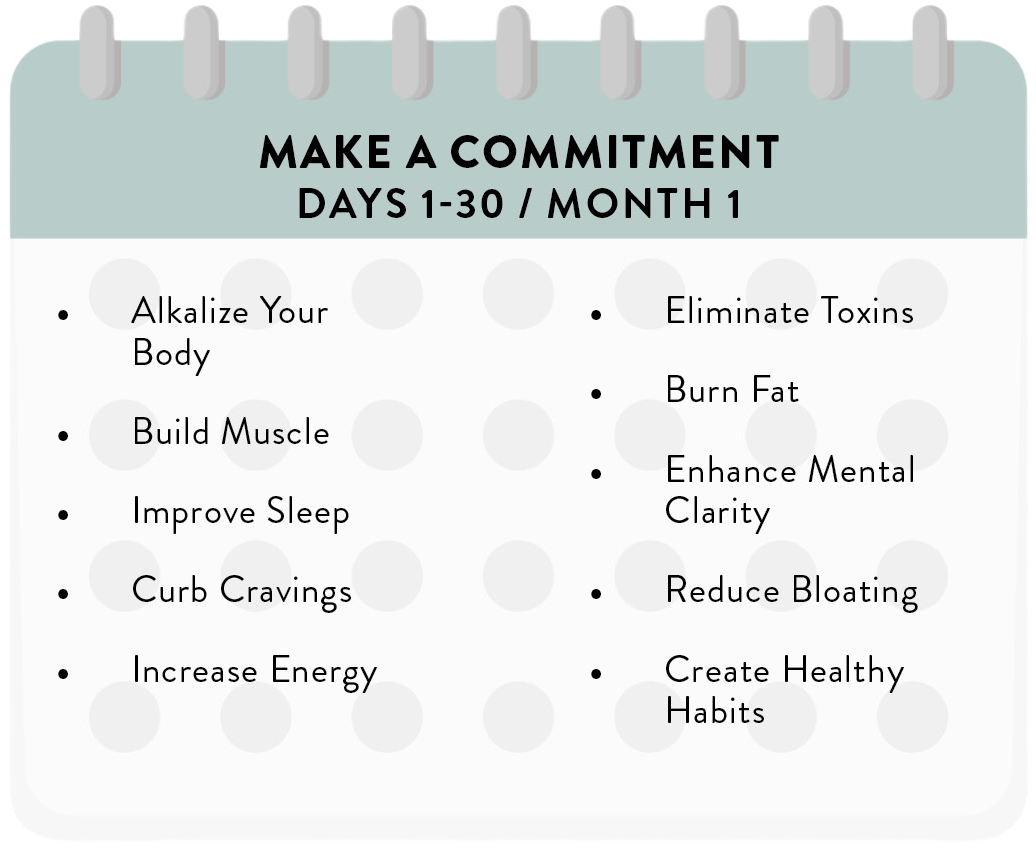 MAKE A COMMITMENT
DAYS 1-30 / MONTH 1
• Alkalize Your
Body
• Build Muscle
• Improve Sleep
• Curb Cravings
• Increase Energy
• Eliminate Toxins
• Burn Fat
• Enhance Mental
Clarity
• Reduce Bloating
• Create Healthy
Habits